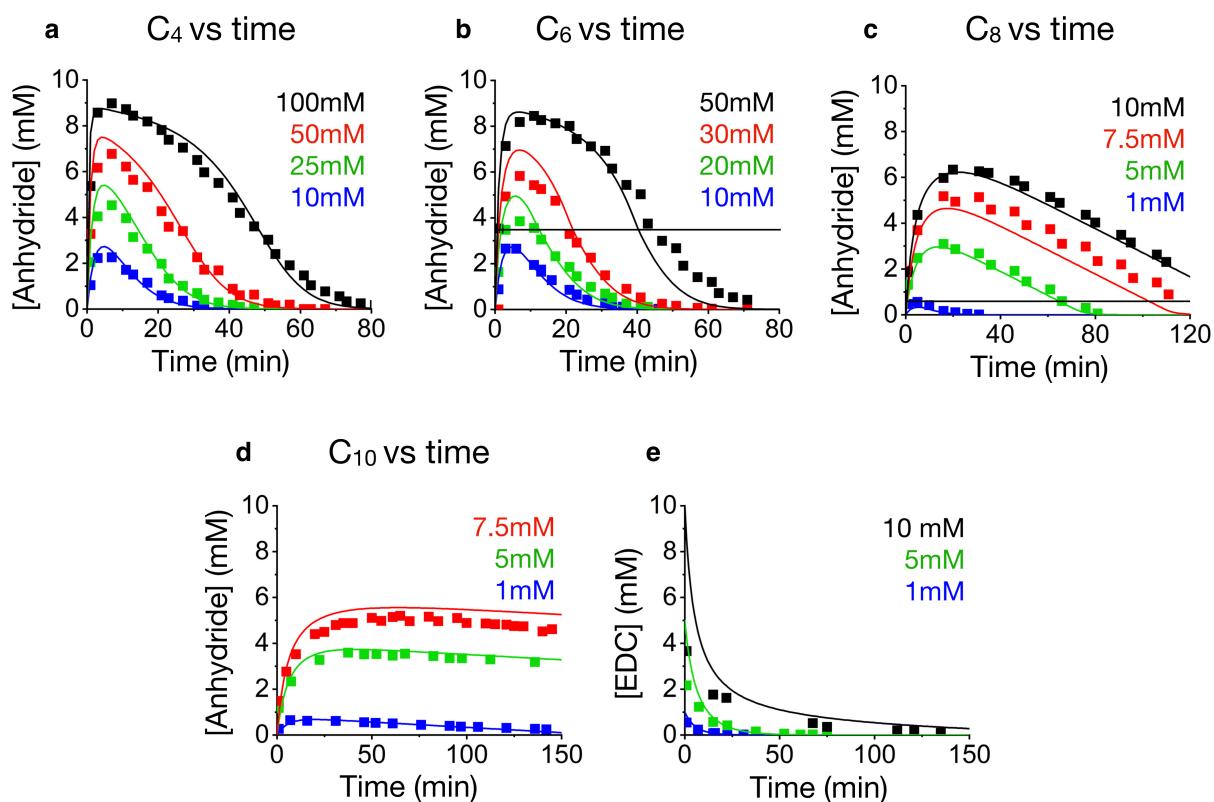 a C₄ vs time
[Anhydride] (mM)
10
8
6
4
2
0
100mM
50mM
25mM
10mM
0 20 40 60 80
Time (min)
b C₆ vs time
[Anhydride] (mM)
10
8
6
4
2
0
50mM
30mM
20mM
10mM
0 20 40 60 80
Time (min)
c C₈ vs time
[Anhydride] (mM)
10
8
6
4
2
0
10mM
7.5mM
5mM
1mM
0 40 80 120
Time (min)
d C₁₀ vs time
[Anhydride] (mM)
10
8
6
4
2
0
7.5mM
5mM
1mM
0 50 100 150
Time (min)
e
[EDC] (mM)
10
8
6
4
2
0
10 mM
5mM
1mM
0 50 100 150
Time (min)